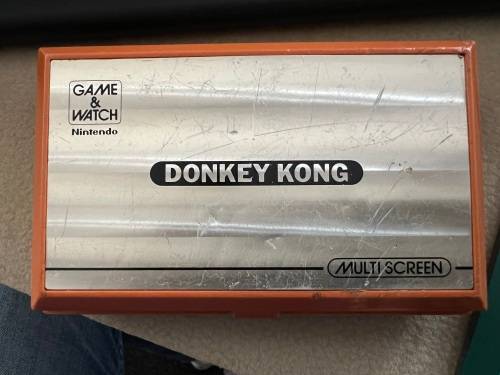 GAME
&
WATCH
Nintendo
DONKEY KONG
MULTI SCREEN